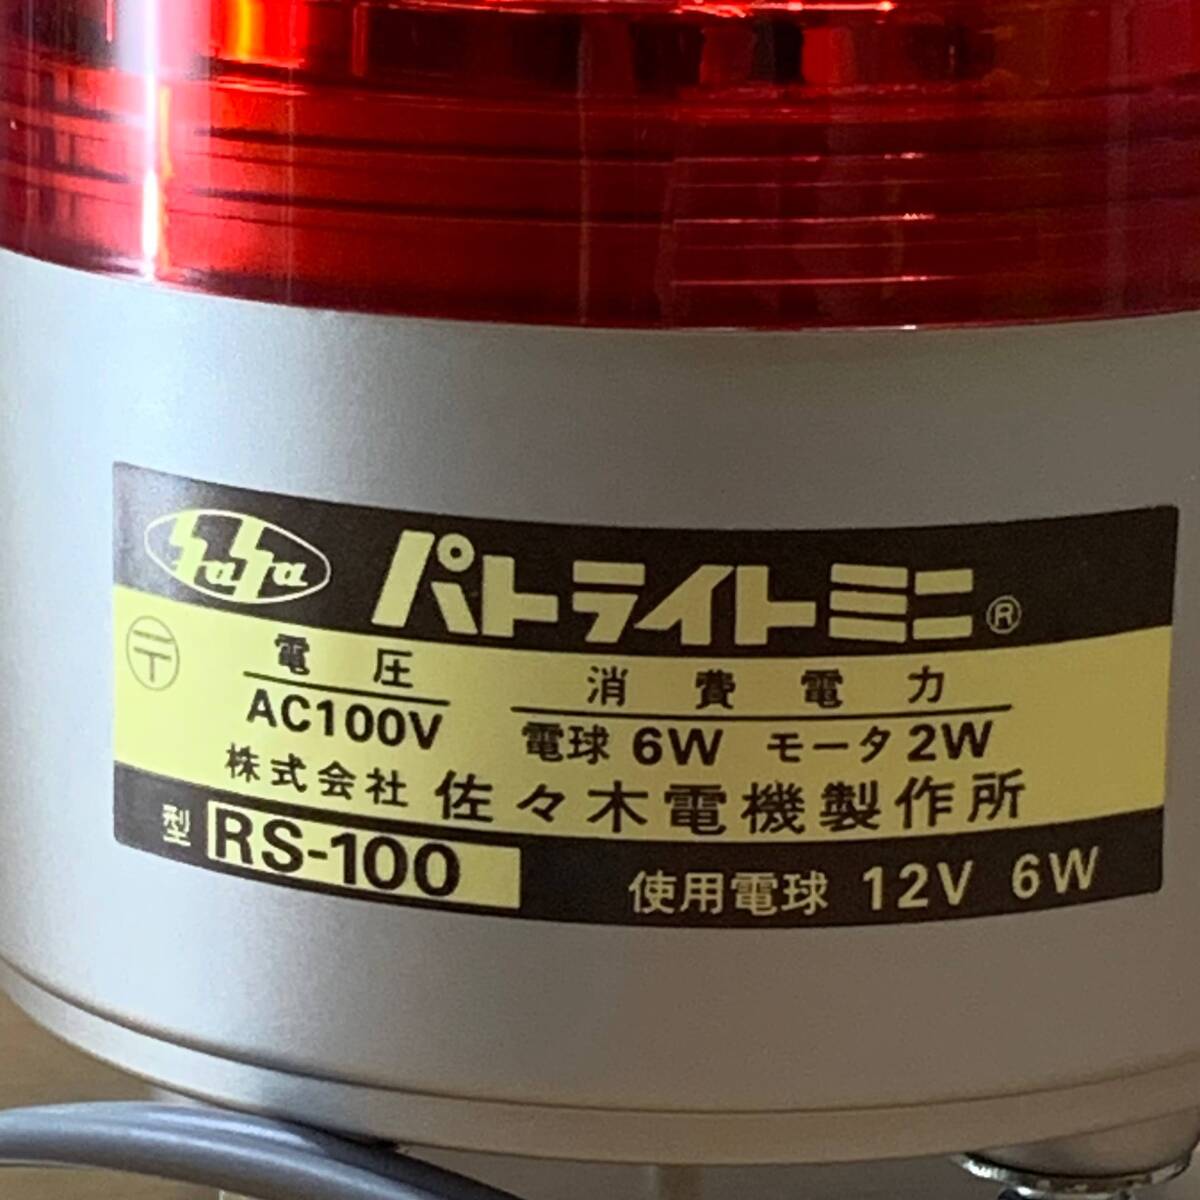 SaSa パトライトミニ®
〒
電圧 消費電力
AC100V 電球 6W モータ 2W
株式会社 佐々木電機製作所
型 RS-100 使用電球 12V 6W